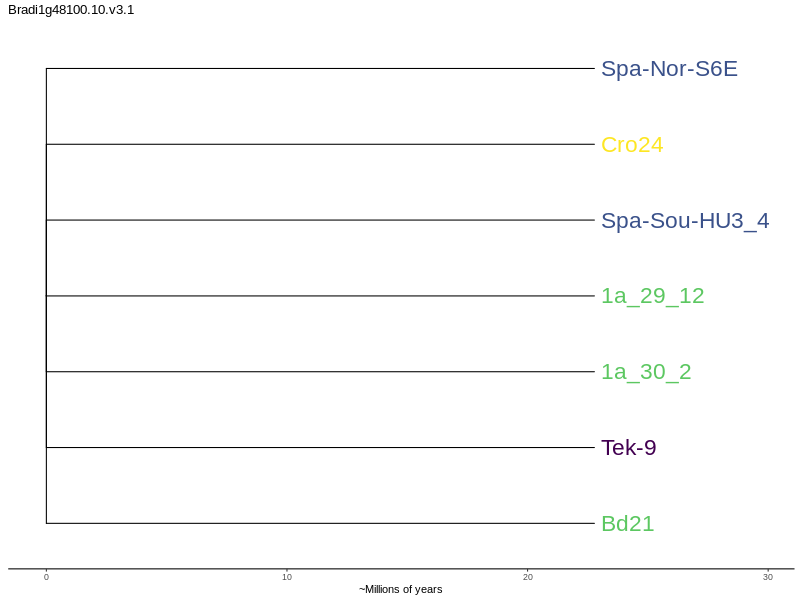 Bradi1g48100.10.v3.1
Spa-Nor-S6E
Cro24
Spa-Sou-HU3_4
1a_29_12
1a_30_2
Tek-9
Bd21
0 10 20 30
~Millions of years